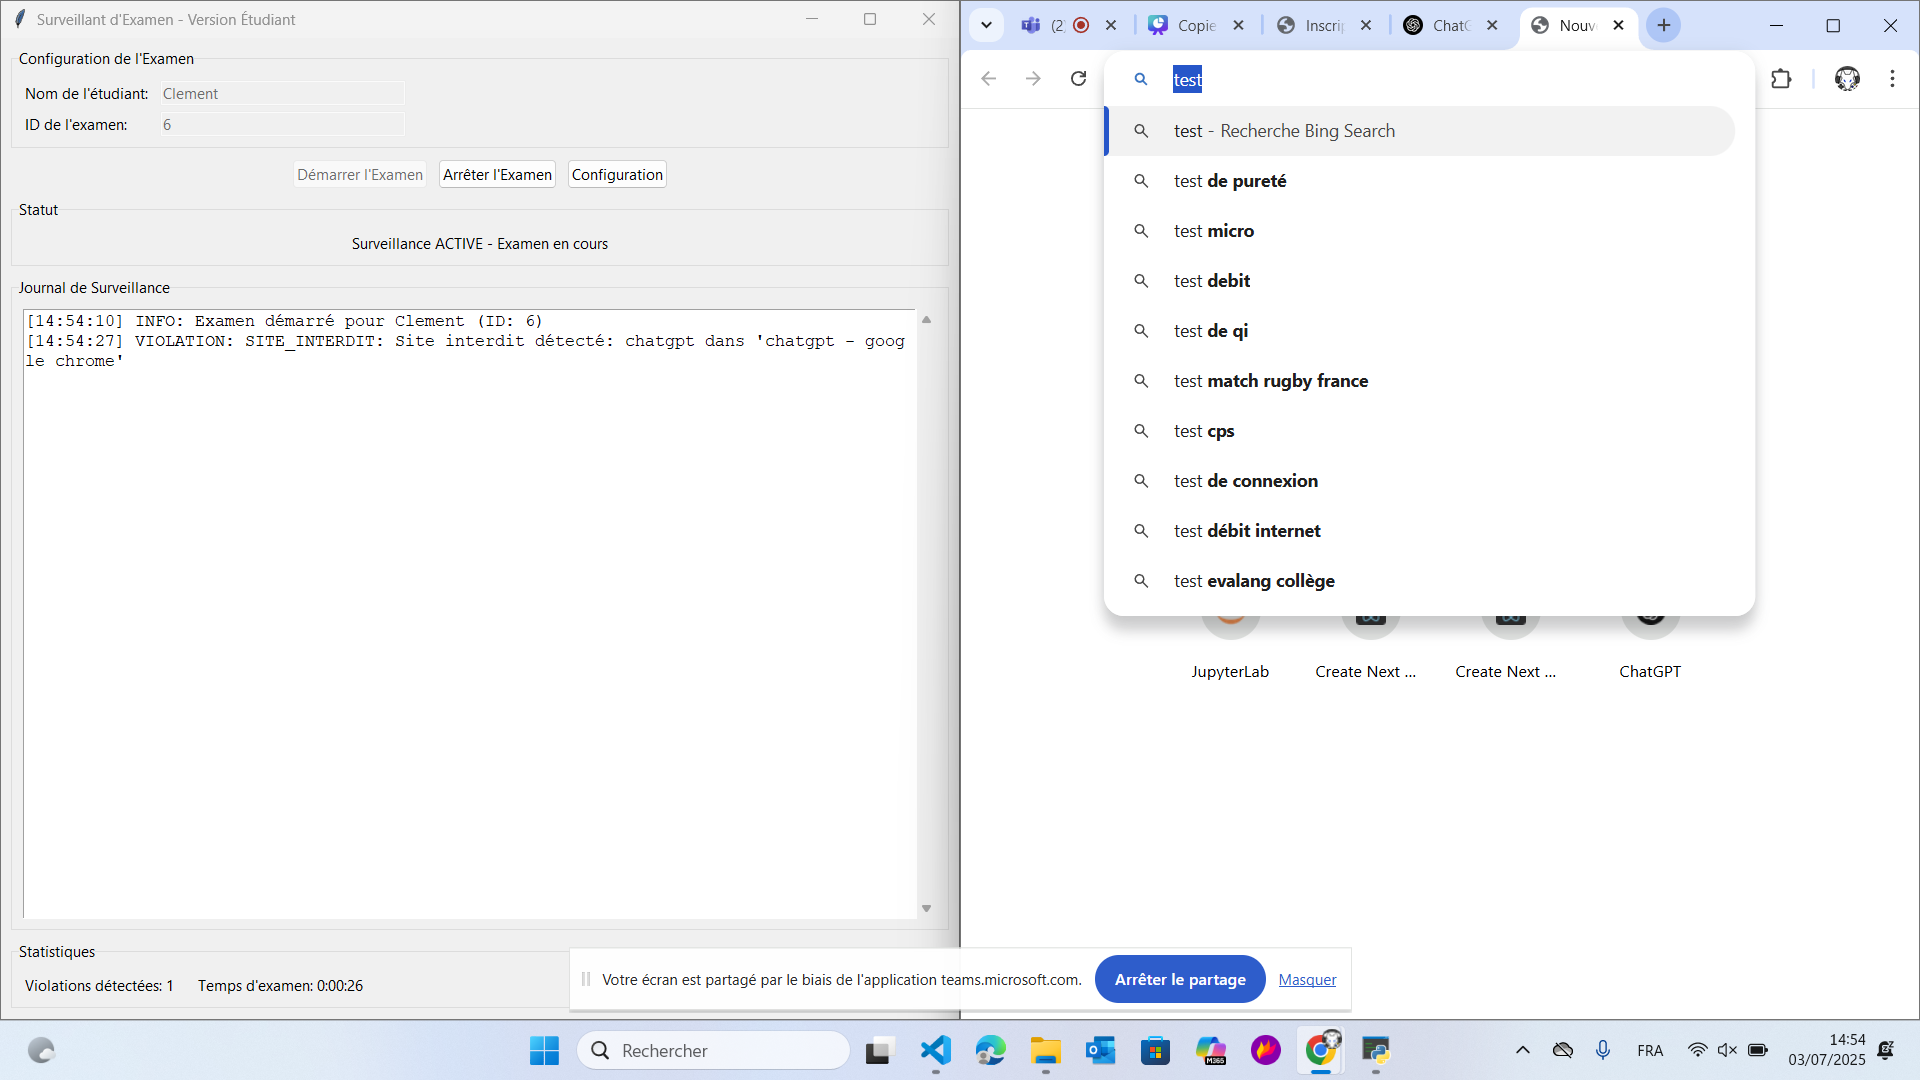 Surveillant d'Examen - Version Étudiant
Configuration de l'Examen
Nom de l'étudiant: Clement
ID de l'examen: 6
Démarrer l'Examen Arrêter l'Examen Configuration
Statut
Surveillance ACTIVE - Examen en cours
Journal de Surveillance
[14:54:10] INFO: Examen démarré pour Clement (ID: 6)
[14:54:27] VIOLATION: SITE_INTERDIT: Site interdit détecté: chatgpt dans 'chatgpt - goog
le chrome'
Statistiques
Violations détectées: 1 Temps d'examen: 0:00:26
(2) Copie Inscrip ChatG Nouv
test
test - Recherche Bing Search
test de pureté
test micro
test debit
test de qi
test match rugby france
test cps
test de connexion
test débit internet
test evalang collège
JupyterLab Create Next ... Create Next ... ChatGPT
Votre écran est partagé par le biais de l'application teams.microsoft.com. Arrêter le partage Masquer
Rechercher
M365
FRA
14:54
03/07/2025